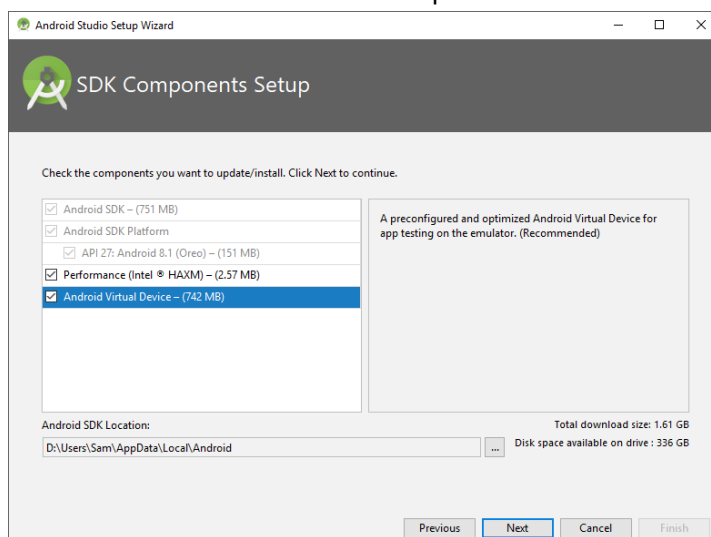 Android Studio Setup Wizard
SDK Components Setup
Check the components you want to update/install. Click Next to continue.
Android SDK – (751 MB)
Android SDK Platform
API 27: Android 8.1 (Oreo) – (151 MB)
Performance (Intel ® HAXM) – (2.57 MB)
Android Virtual Device – (742 MB)
A preconfigured and optimized Android Virtual Device for
app testing on the emulator. (Recommended)
Android SDK Location:
Total download size: 1.61 GB
D:\Users\Sam\AppData\Local\Android
...
Disk space available on drive : 336 GB
Previous
Next
Cancel
Finish